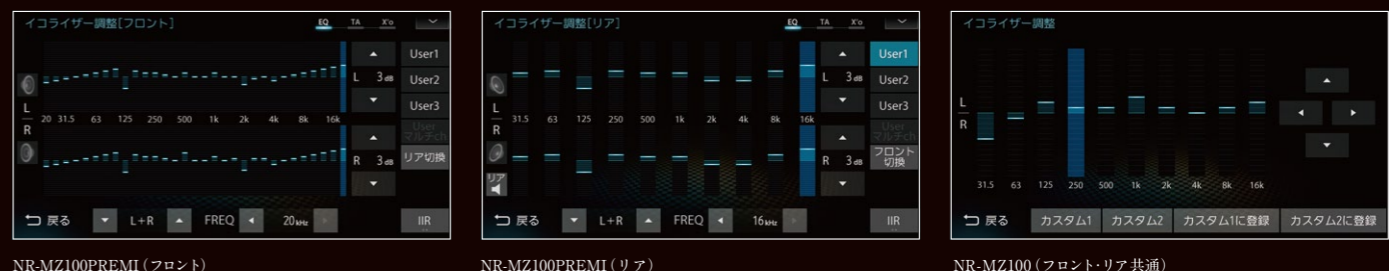 イコライザー調整[フロント] EQ TA X'o
User1
L 3dB User2
L User3
20 31.5 63 125 250 500 1k 2k 4k 8k 16k
R User マルチch
R 3dB リア切換
戻る L+R FREQ 20kHz IIR
NR-MZ100PREMI（フロント）
イコライザー調整[リア] EQ TA X'o
User1
L 3dB User2
L User3
31.5 63 125 250 500 1k 2k 4k 8k 16k
R User マルチch
R 3dB フロント切換
リア
戻る L+R FREQ 16kHz IIR
NR-MZ100PREMI（リア）
イコライザー調整
L
R
31.5 63 125 250 500 1k 2k 4k 8k 16k
戻る カスタム1 カスタム2 カスタム1に登録 カスタム2に登録
NR-MZ100（フロント・リア共通）